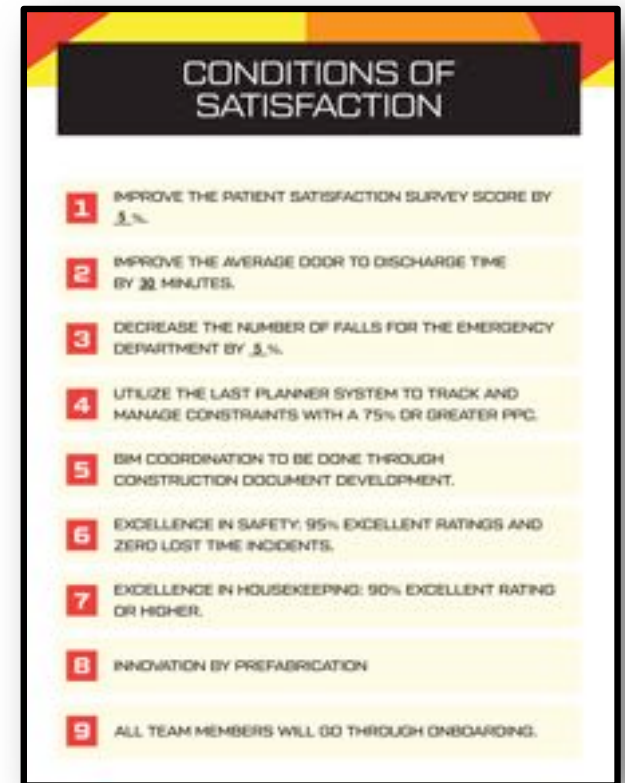 CONDITIONS OF
SATISFACTION
1 IMPROVE THE PATIENT SATISFACTION SURVEY SCORE BY
5 %.
2 IMPROVE THE AVERAGE DOOR TO DISCHARGE TIME
BY 30 MINUTES.
3 DECREASE THE NUMBER OF FALLS FOR THE EMERGENCY
DEPARTMENT BY 5 %.
4 UTILIZE THE LAST PLANNER SYSTEM TO TRACK AND
MANAGE CONSTRAINTS WITH A 75% OR GREATER PPC.
5 BIM COORDINATION TO BE DONE THROUGH
CONSTRUCTION DOCUMENT DEVELOPMENT.
6 EXCELLENCE IN SAFETY: 95% EXCELLENT RATINGS AND
ZERO LOST TIME INCIDENTS.
7 EXCELLENCE IN HOUSEKEEPING: 90% EXCELLENT RATING
OR HIGHER.
8 INNOVATION BY PREFABRICATION
9 ALL TEAM MEMBERS WILL GO THROUGH ONBOARDING.